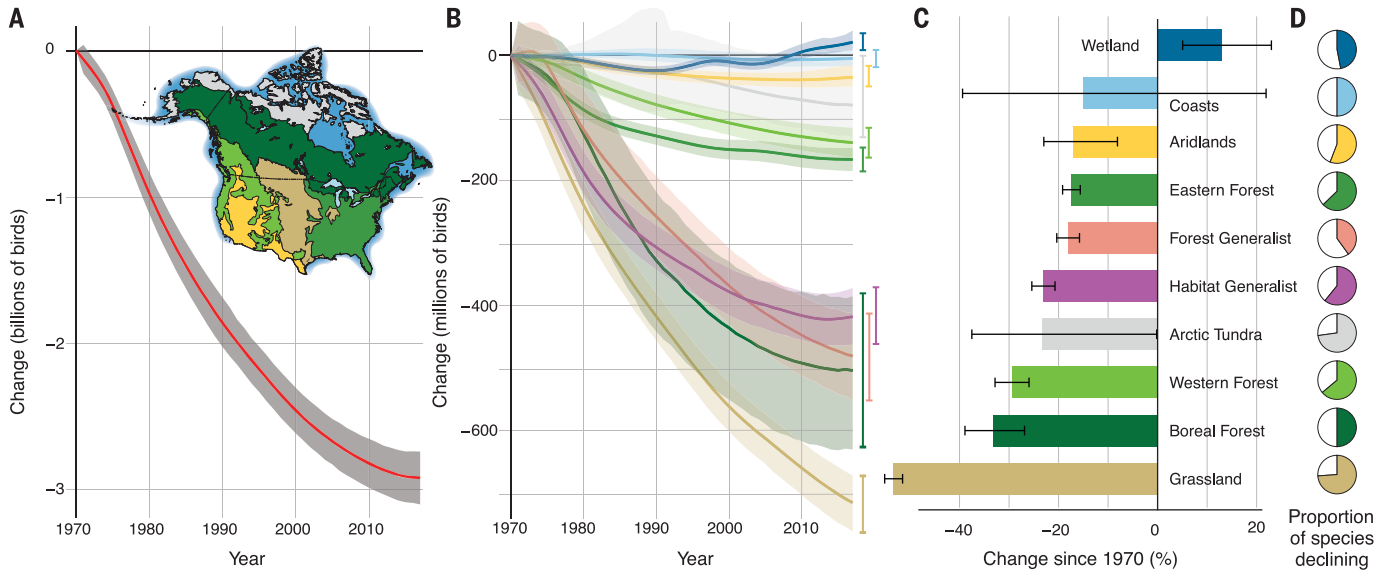 A
Change (billions of birds)
0
−1
−2
−3
1970
1980
1990
2000
2010
Year
B
Change (millions of birds)
0
−200
−400
−600
1970
1980
1990
2000
2010
Year
C
Wetland
Coasts
Aridlands
Eastern Forest
Forest Generalist
Habitat Generalist
Arctic Tundra
Western Forest
Boreal Forest
Grassland
−40
−20
0
20
Change since 1970 (%)
D
Proportion
of species
declining